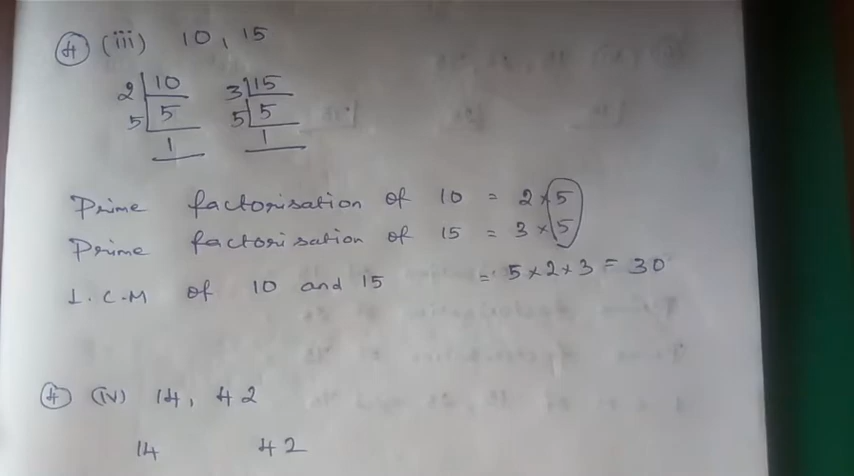 4 (iii) 10, 15
2 10 3 15
5 5 5 5
1 1
Prime factorisation of 10 = 2 × 5
Prime factorisation of 15 = 3 × 5
L.C.M of 10 and 15 = 5 × 2 × 3 = 30
4 (iv) 14, 42
14 42